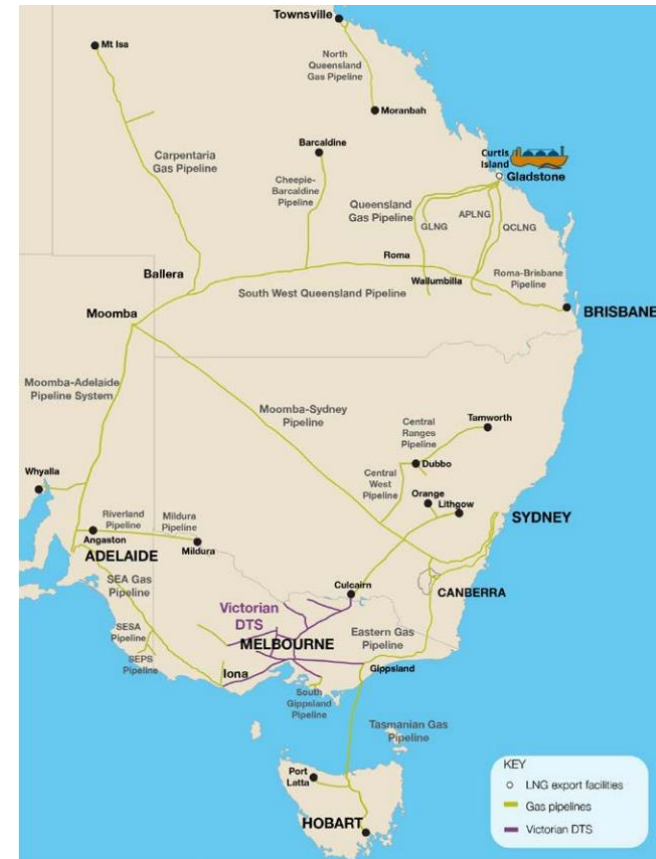 Townsville
Mt Isa
North
Queensland
Gas Pipeline
Moranbah
Barcaldine
Carpentaria
Gas Pipeline
Cheepie-
Barcaldine
Pipeline
Curtis
Island
Gladstone
Queensland
Gas Pipeline
GLNG
APLNG
QCLNG
Roma
Ballera
Wallumbilla
Roma-Brisbane
Pipeline
South West Queensland Pipeline
Moomba
BRISBANE
Moomba-Adelaide
Pipeline System
Moomba-Sydney
Pipeline
Central
Ranges
Pipeline
Tamworth
Whyalla
Dubbo
Central
West
Pipeline
Orange
Lithgow
SYDNEY
Riverland
Pipeline
Mildura
Pipeline
Angaston
Mildura
ADELAIDE
SEA Gas
Pipeline
Culcairn
CANBERRA
Victorian
DTS
SESA
Pipeline
MELBOURNE
Eastern Gas
Pipeline
SEPS
Pipeline
Iona
Gippsland
South
Gippsland
Pipeline
Tasmanian Gas
Pipeline
Port
Latta
HOBART
KEY
LNG export facilities
Gas pipelines
Victorian DTS